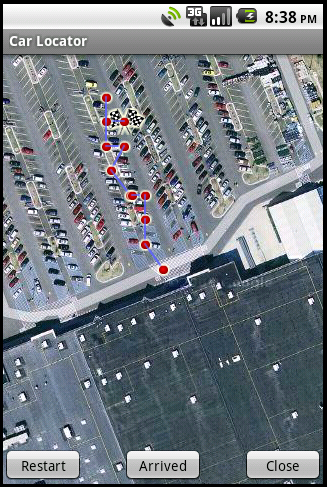 3G
8:38 PM
Car Locator
Restart
Arrived
Close